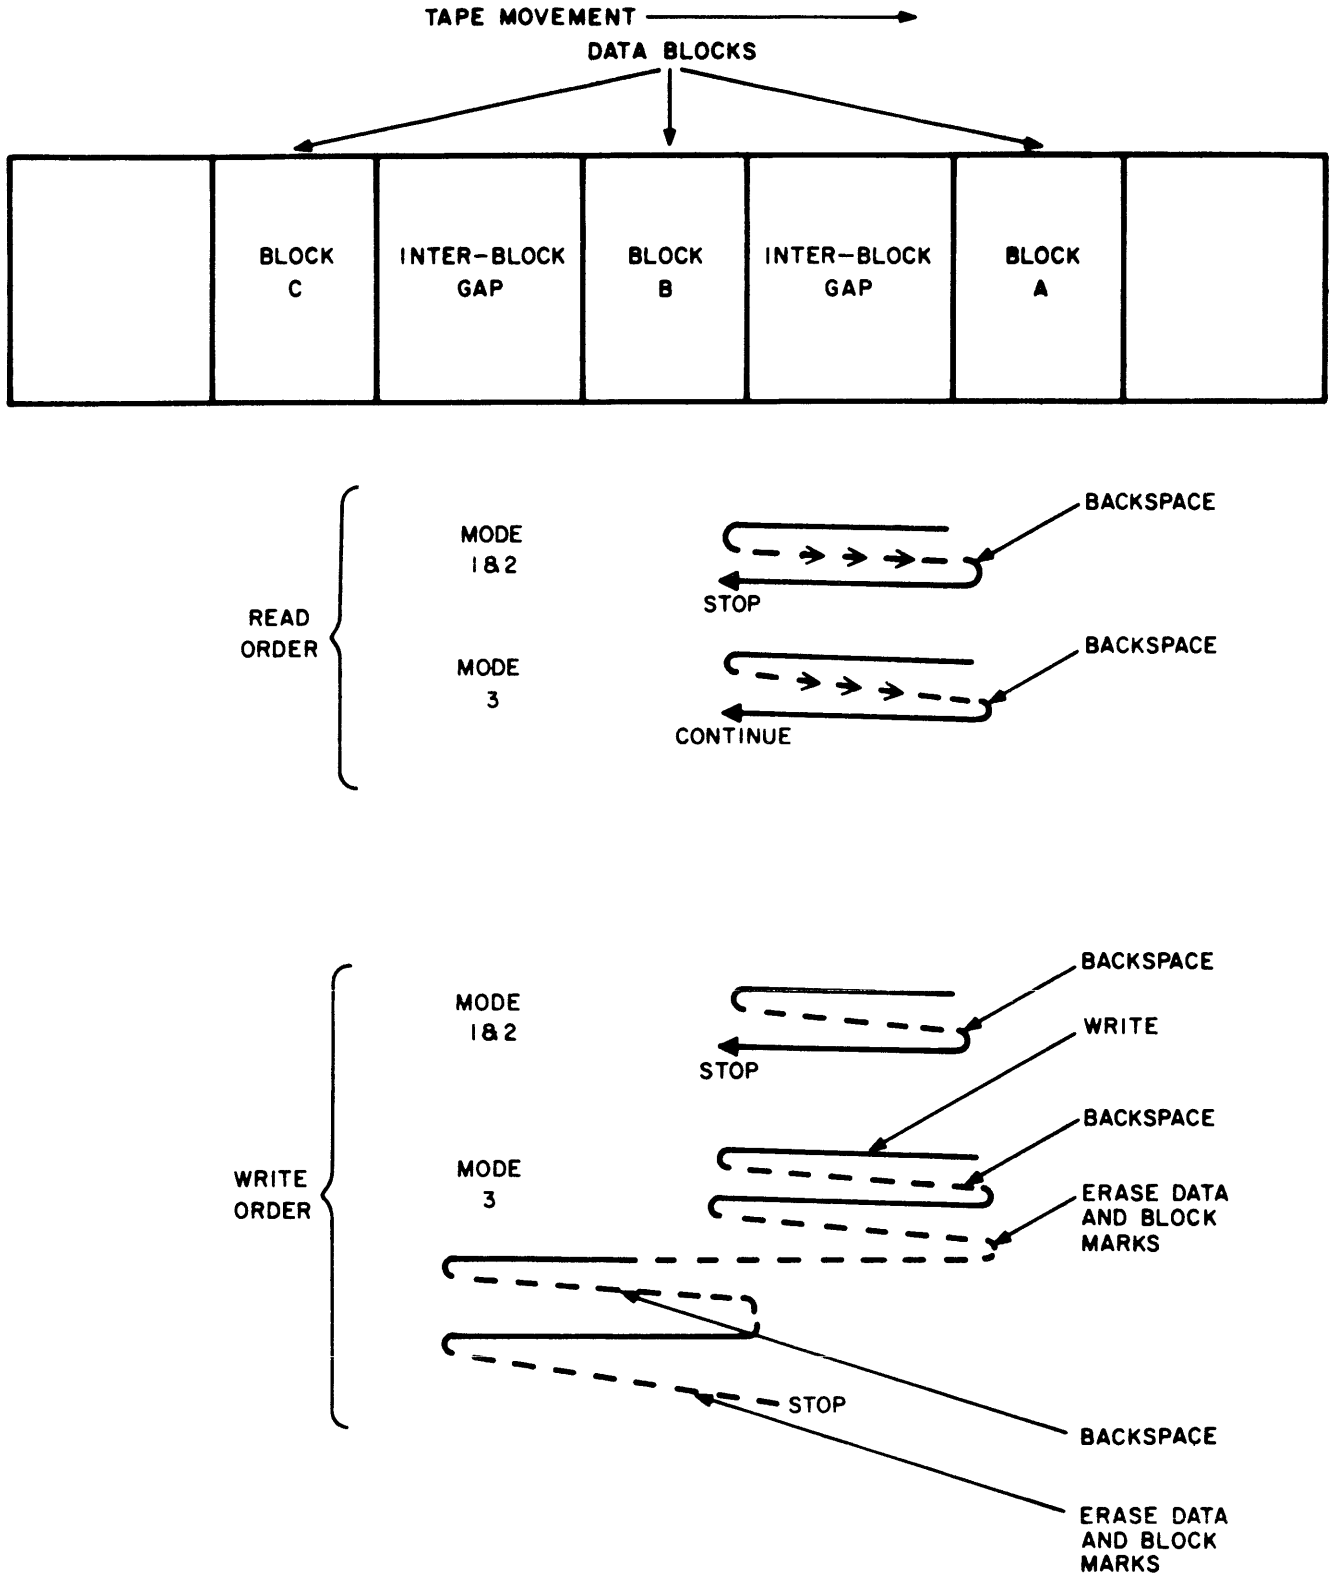 TAPE MOVEMENT
DATA BLOCKS
BLOCK
C
INTER-BLOCK
GAP
BLOCK
B
INTER-BLOCK
GAP
BLOCK
A
READ
ORDER
MODE
1&2
BACKSPACE
STOP
MODE
3
BACKSPACE
CONTINUE
WRITE
ORDER
MODE
1&2
BACKSPACE
WRITE
STOP
MODE
3
BACKSPACE
ERASE DATA
AND BLOCK
MARKS
STOP
BACKSPACE
ERASE DATA
AND BLOCK
MARKS